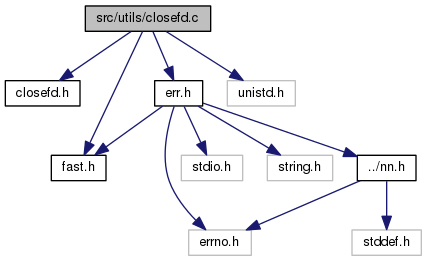 src/utils/closefd.c
closefd.h
err.h
unistd.h
fast.h
stdio.h
string.h
../nn.h
errno.h
stddef.h